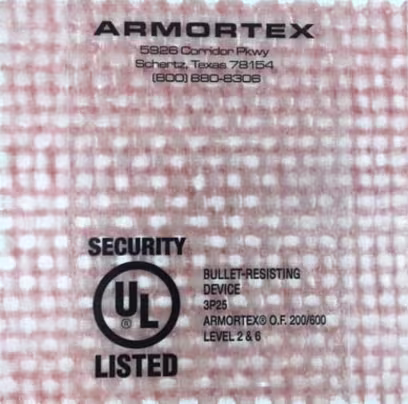 ARMORTEX
5926 Corridor Pkwy
Schertz, Texas 78154
(800) 880-8306
SECURITY
UL
®
LISTED
BULLET-RESISTING
DEVICE
3P25
ARMORTEX® O.F. 200/600
LEVEL 2 & 6